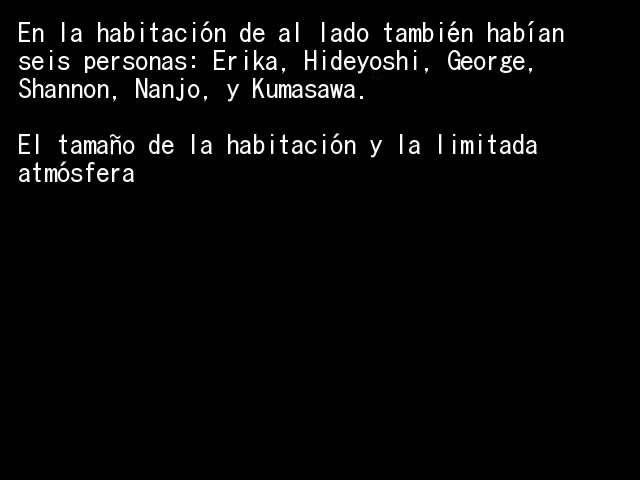 En la habitación de al lado también habían
seis personas: Erika, Hideyoshi, George,
Shannon, Nanjo, y Kumasawa.
El tamaño de la habitación y la limitada
atmósfera